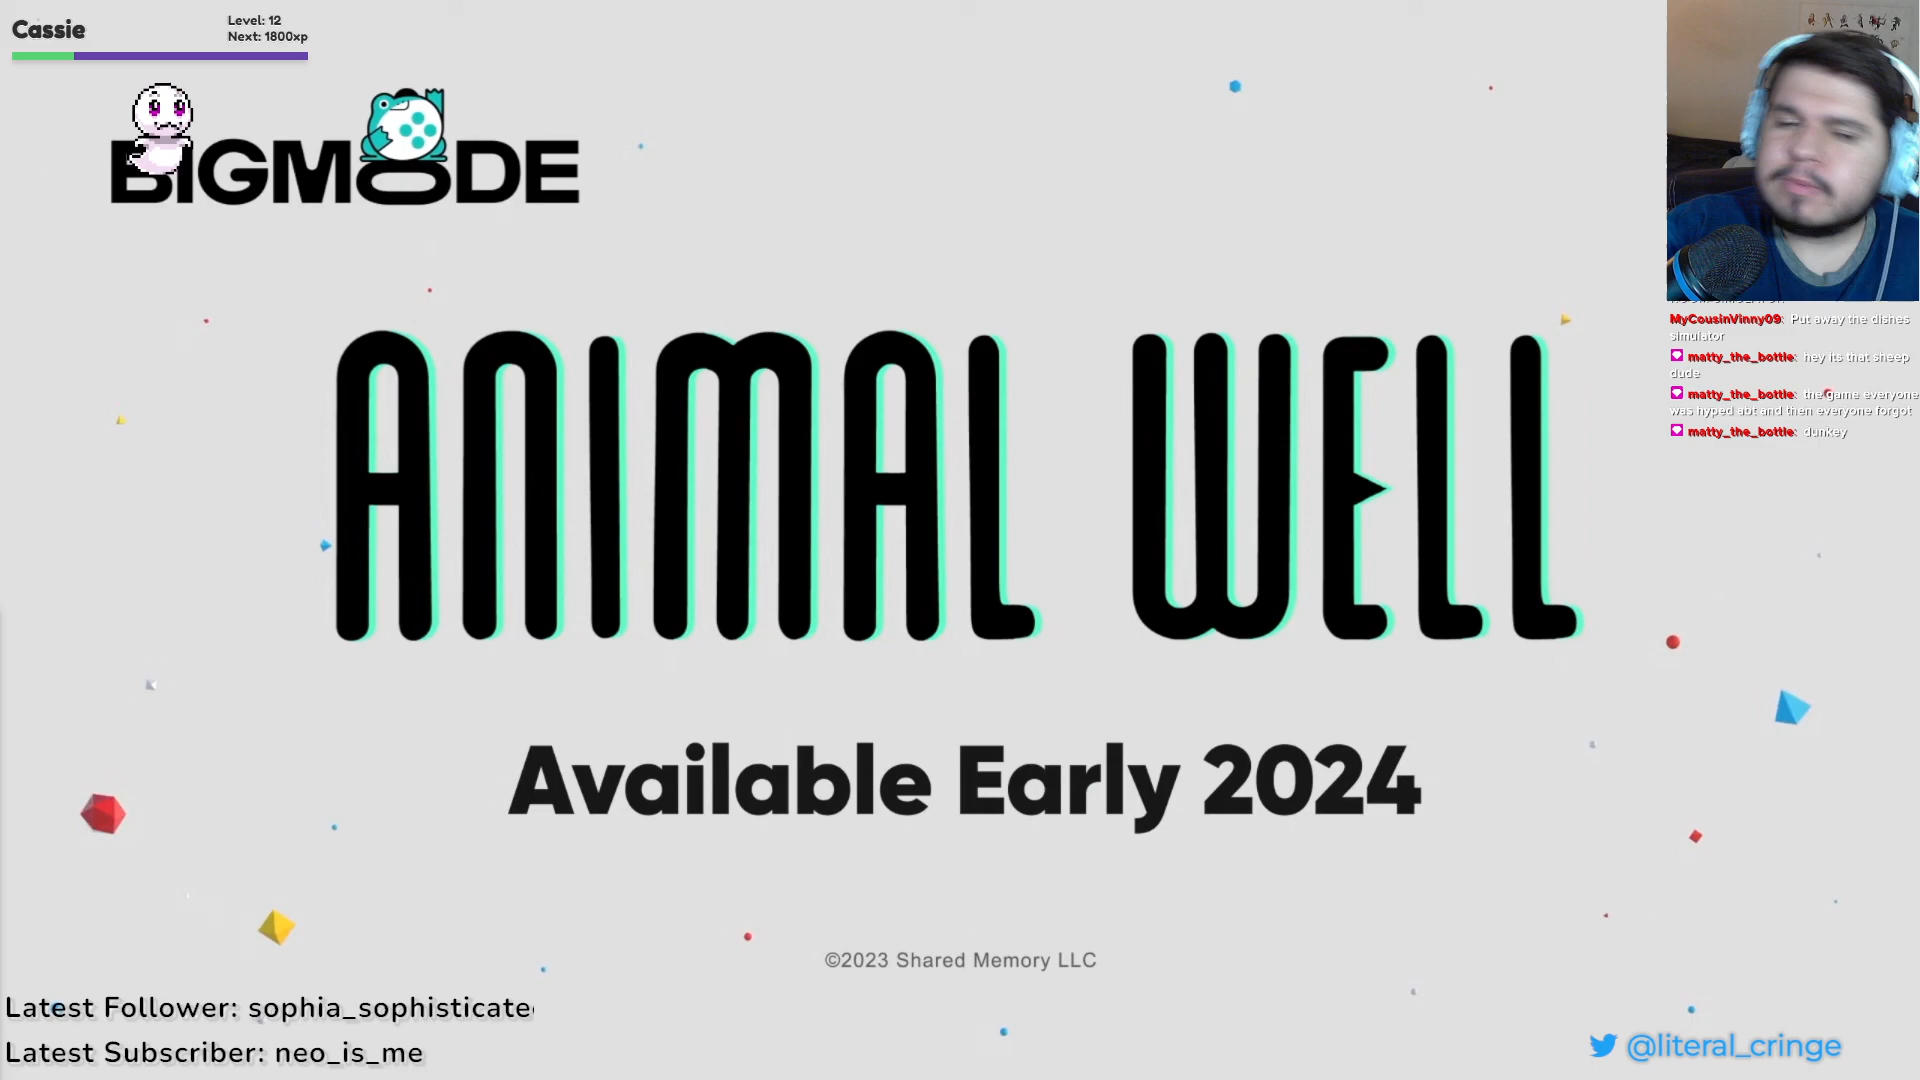 Cassie
Level: 12
Next: 1800xp
BIGMODE
MyCousinVinny09: Put away the dishes
simulator
matty_the_bottle: hey its that sheep
dude
matty_the_bottle: the game everyone
was hyped abt and then everyone forgot
matty_the_bottle: dunkey
ANIMAL WELL
Available Early 2024
©2023 Shared Memory LLC
Latest Follower: sophia_sophisticate
Latest Subscriber: neo_is_me
@literal_cringe